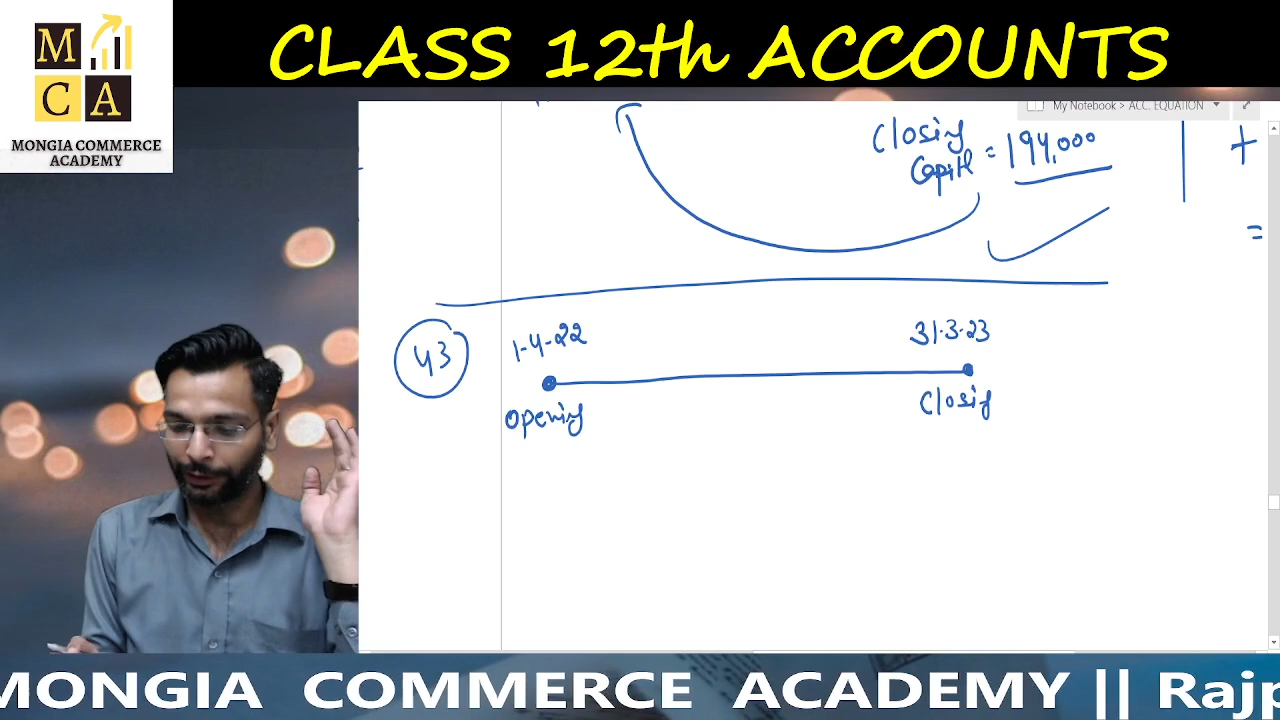 M
C A
MONGIA COMMERCE
ACADEMY
CLASS 12th ACCOUNTS
My Notebook > ACC. EQUATION
Closing
Capital = 194,000
+
=
43
1-4-22
31-3-23
Opening
Closing
MONGIA COMMERCE ACADEMY || Rajp